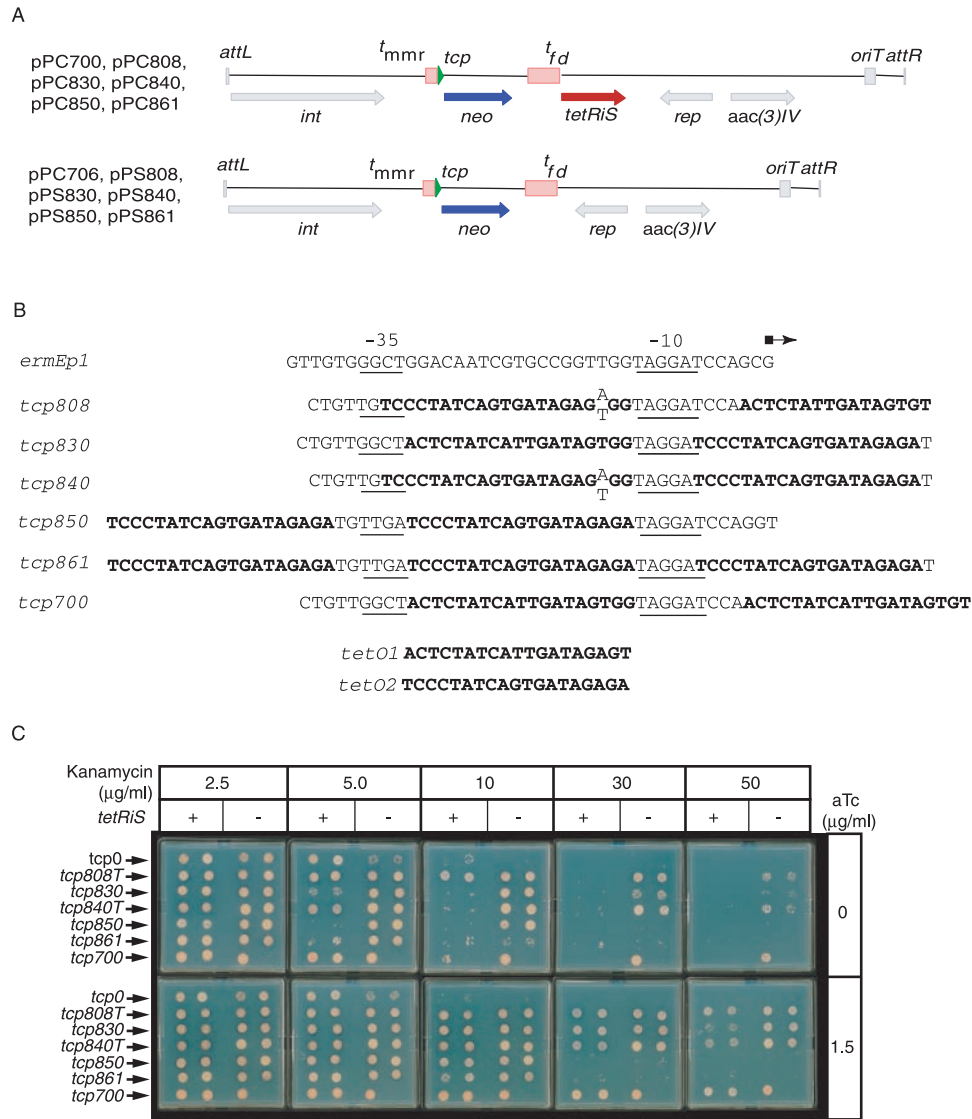 A
pPC700, pPC808,
pPC830, pPC840,
pPC850, pPC861
attL
tmmr
tcp
tfd
oriT attR
int
neo
tetRiS
rep
aac(3)IV
pPC706, pPS808,
pPS830, pPS840,
pPS850, pPS861
attL
tmmr
tcp
tfd
oriT attR
int
neo
rep
aac(3)IV
B
-35 -10
ermEp1 GTTGTGGGCTGGACAATCGTGCCGGTTGGTAGGATCCAGCG
tcp808 CTGTTGTCCCTATCAGTGATAGAGA/TGGTAGGATCCAACTCTATTGATAGTGT
tcp830 CTGTTGGCTACTCTATCATTGATAGTGGTAGGATCCCTATCAGTGATAGAGAT
tcp840 CTGTTGTCCCTATCAGTGATAGAGA/TGGTAGGATCCCTATCAGTGATAGAGAT
tcp850 TCCCTATCAGTGATAGAGATGTTGATCCCTATCAGTGATAGAGATAGGATCCAGGT
tcp861 TCCCTATCAGTGATAGAGATGTTGATCCCTATCAGTGATAGAGATAGGATCCCTATCAGTGATAGAGAT
tcp700 CTGTTGGCTACTCTATCATTGATAGTGGTAGGATCCAACTCTATCATTGATAGTGT
tetO1 ACTCTATCATTGATAGAGT
tetO2 TCCCTATCAGTGATAGAGA
C
Kanamycin (µg/ml) 2.5 5.0 10 30 50
tetRiS + - + - + - + - + -
aTc (µg/ml)
tcp0
tcp808T
tcp830
tcp840T
tcp850
tcp861
tcp700
0
tcp0
tcp808T
tcp830
tcp840T
tcp850
tcp861
tcp700
1.5